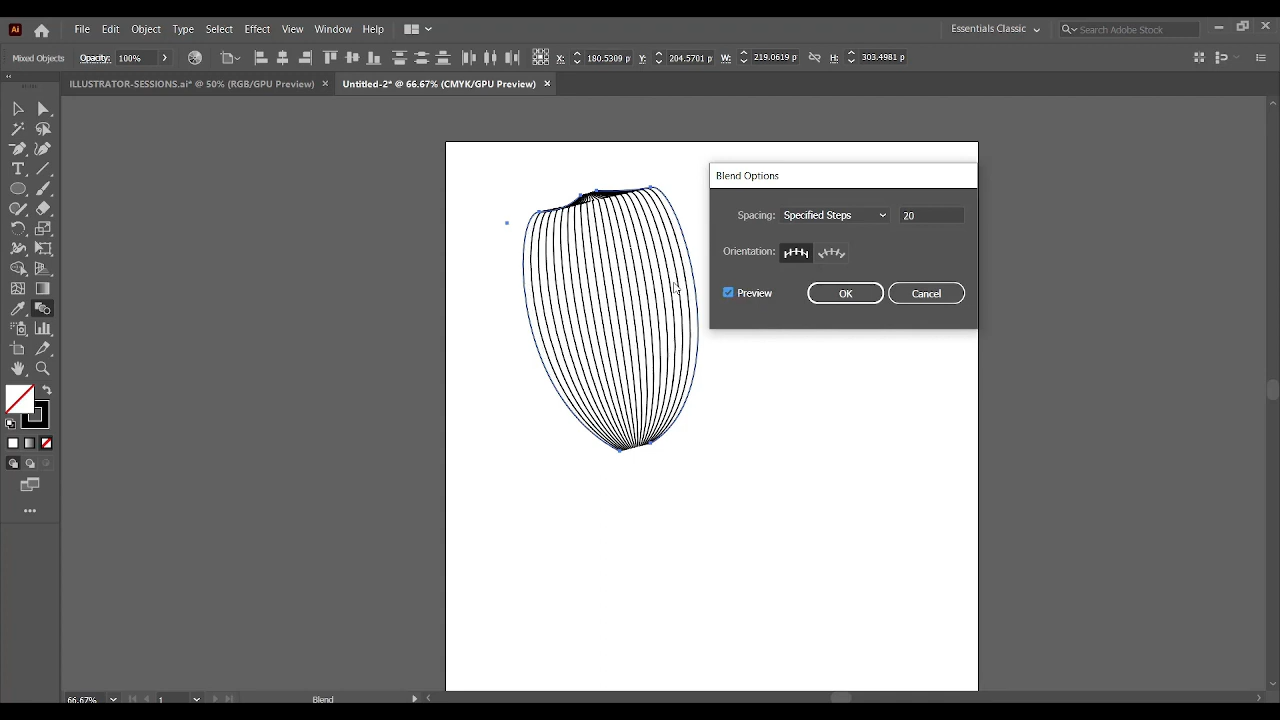 Ai File Edit Object Type Select Effect View Window Help Essentials Classic Search Adobe Stock
Mixed Objects Opacity: 100% X: 180.5309 p Y: 204.5701 p W: 219.0619 p H: 303.4981 p
ILLUSTRATOR-SESSIONS.ai* @ 50% (RGB/GPU Preview) × Untitled-2* @ 66.67% (CMYK/GPU Preview) ×
Blend Options
Spacing: Specified Steps 20
Orientation:
Preview OK Cancel
66.67% 1 Blend